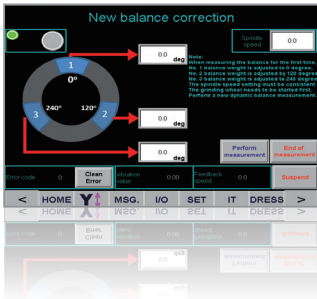 New balance correction
Spindle speed
0.0
0.0
deg
Note:
When measuring the balance for the first time,
No. 1 balance weight is adjusted to 0 degree,
No. 2 balance weight is adjusted by 120 degree
No. 3 balance weight is adjusted to 240 degree
The spindle speed setting must be consistent
The grinding wheel needs to be started first.
Perform a new dynamic balance measurement
1
0°
3
240°
120°
2
0.0
deg
0.0
deg
Perform
measurement
End of
measurement
Error code
0
Clean
Error
vibration
value
0.00
Feedback
speed
0.0
Suspend
<
HOME
Y
MSG.
I/O
SET
IT
DRESS
>